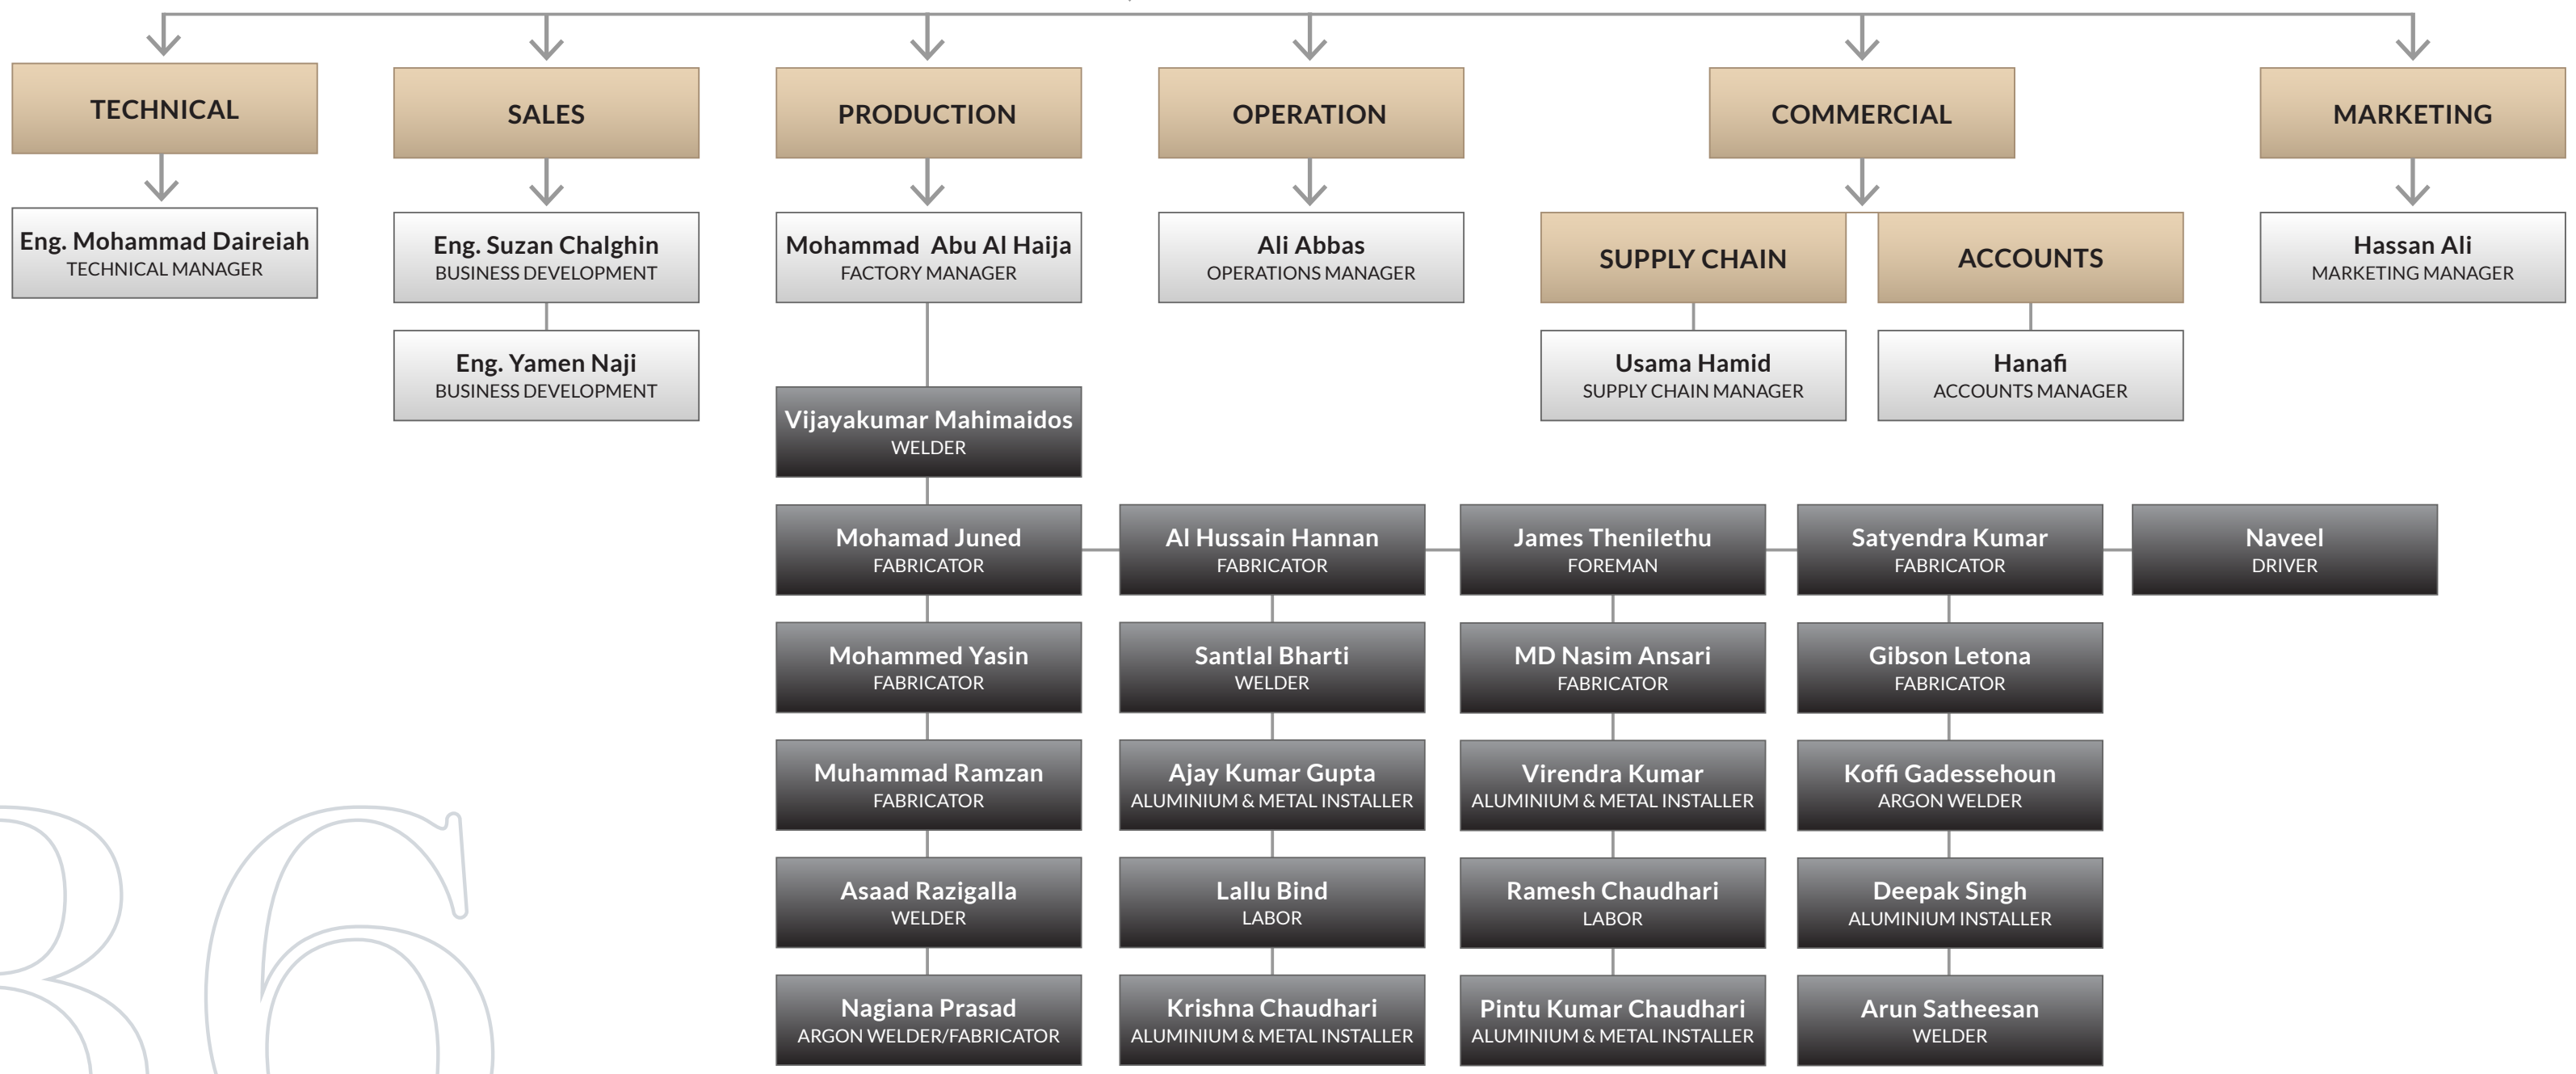 TECHNICAL
SALES
PRODUCTION
OPERATION
COMMERCIAL
MARKETING
Eng. Mohammad Daireiah
TECHNICAL MANAGER
Eng. Suzan Chalghin
BUSINESS DEVELOPMENT
Mohammad Abu Al Haija
FACTORY MANAGER
Ali Abbas
OPERATIONS MANAGER
SUPPLY CHAIN
ACCOUNTS
Hassan Ali
MARKETING MANAGER
Eng. Yamen Naji
BUSINESS DEVELOPMENT
Usama Hamid
SUPPLY CHAIN MANAGER
Hanafi
ACCOUNTS MANAGER
Vijayakumar Mahimaidos
WELDER
Mohamad Juned
FABRICATOR
Al Hussain Hannan
FABRICATOR
James Thenilethu
FOREMAN
Satyendra Kumar
FABRICATOR
Naveel
DRIVER
Mohammed Yasin
FABRICATOR
Santlal Bharti
WELDER
MD Nasim Ansari
FABRICATOR
Gibson Letona
FABRICATOR
Muhammad Ramzan
FABRICATOR
Ajay Kumar Gupta
ALUMINIUM & METAL INSTALLER
Virendra Kumar
ALUMINIUM & METAL INSTALLER
Koffi Gadessehoun
ARGON WELDER
Asaad Razigalla
WELDER
Lallu Bind
LABOR
Ramesh Chaudhari
LABOR
Deepak Singh
ALUMINIUM INSTALLER
Nagiana Prasad
ARGON WELDER/FABRICATOR
Krishna Chaudhari
ALUMINIUM & METAL INSTALLER
Pintu Kumar Chaudhari
ALUMINIUM & METAL INSTALLER
Arun Satheesan
WELDER
36